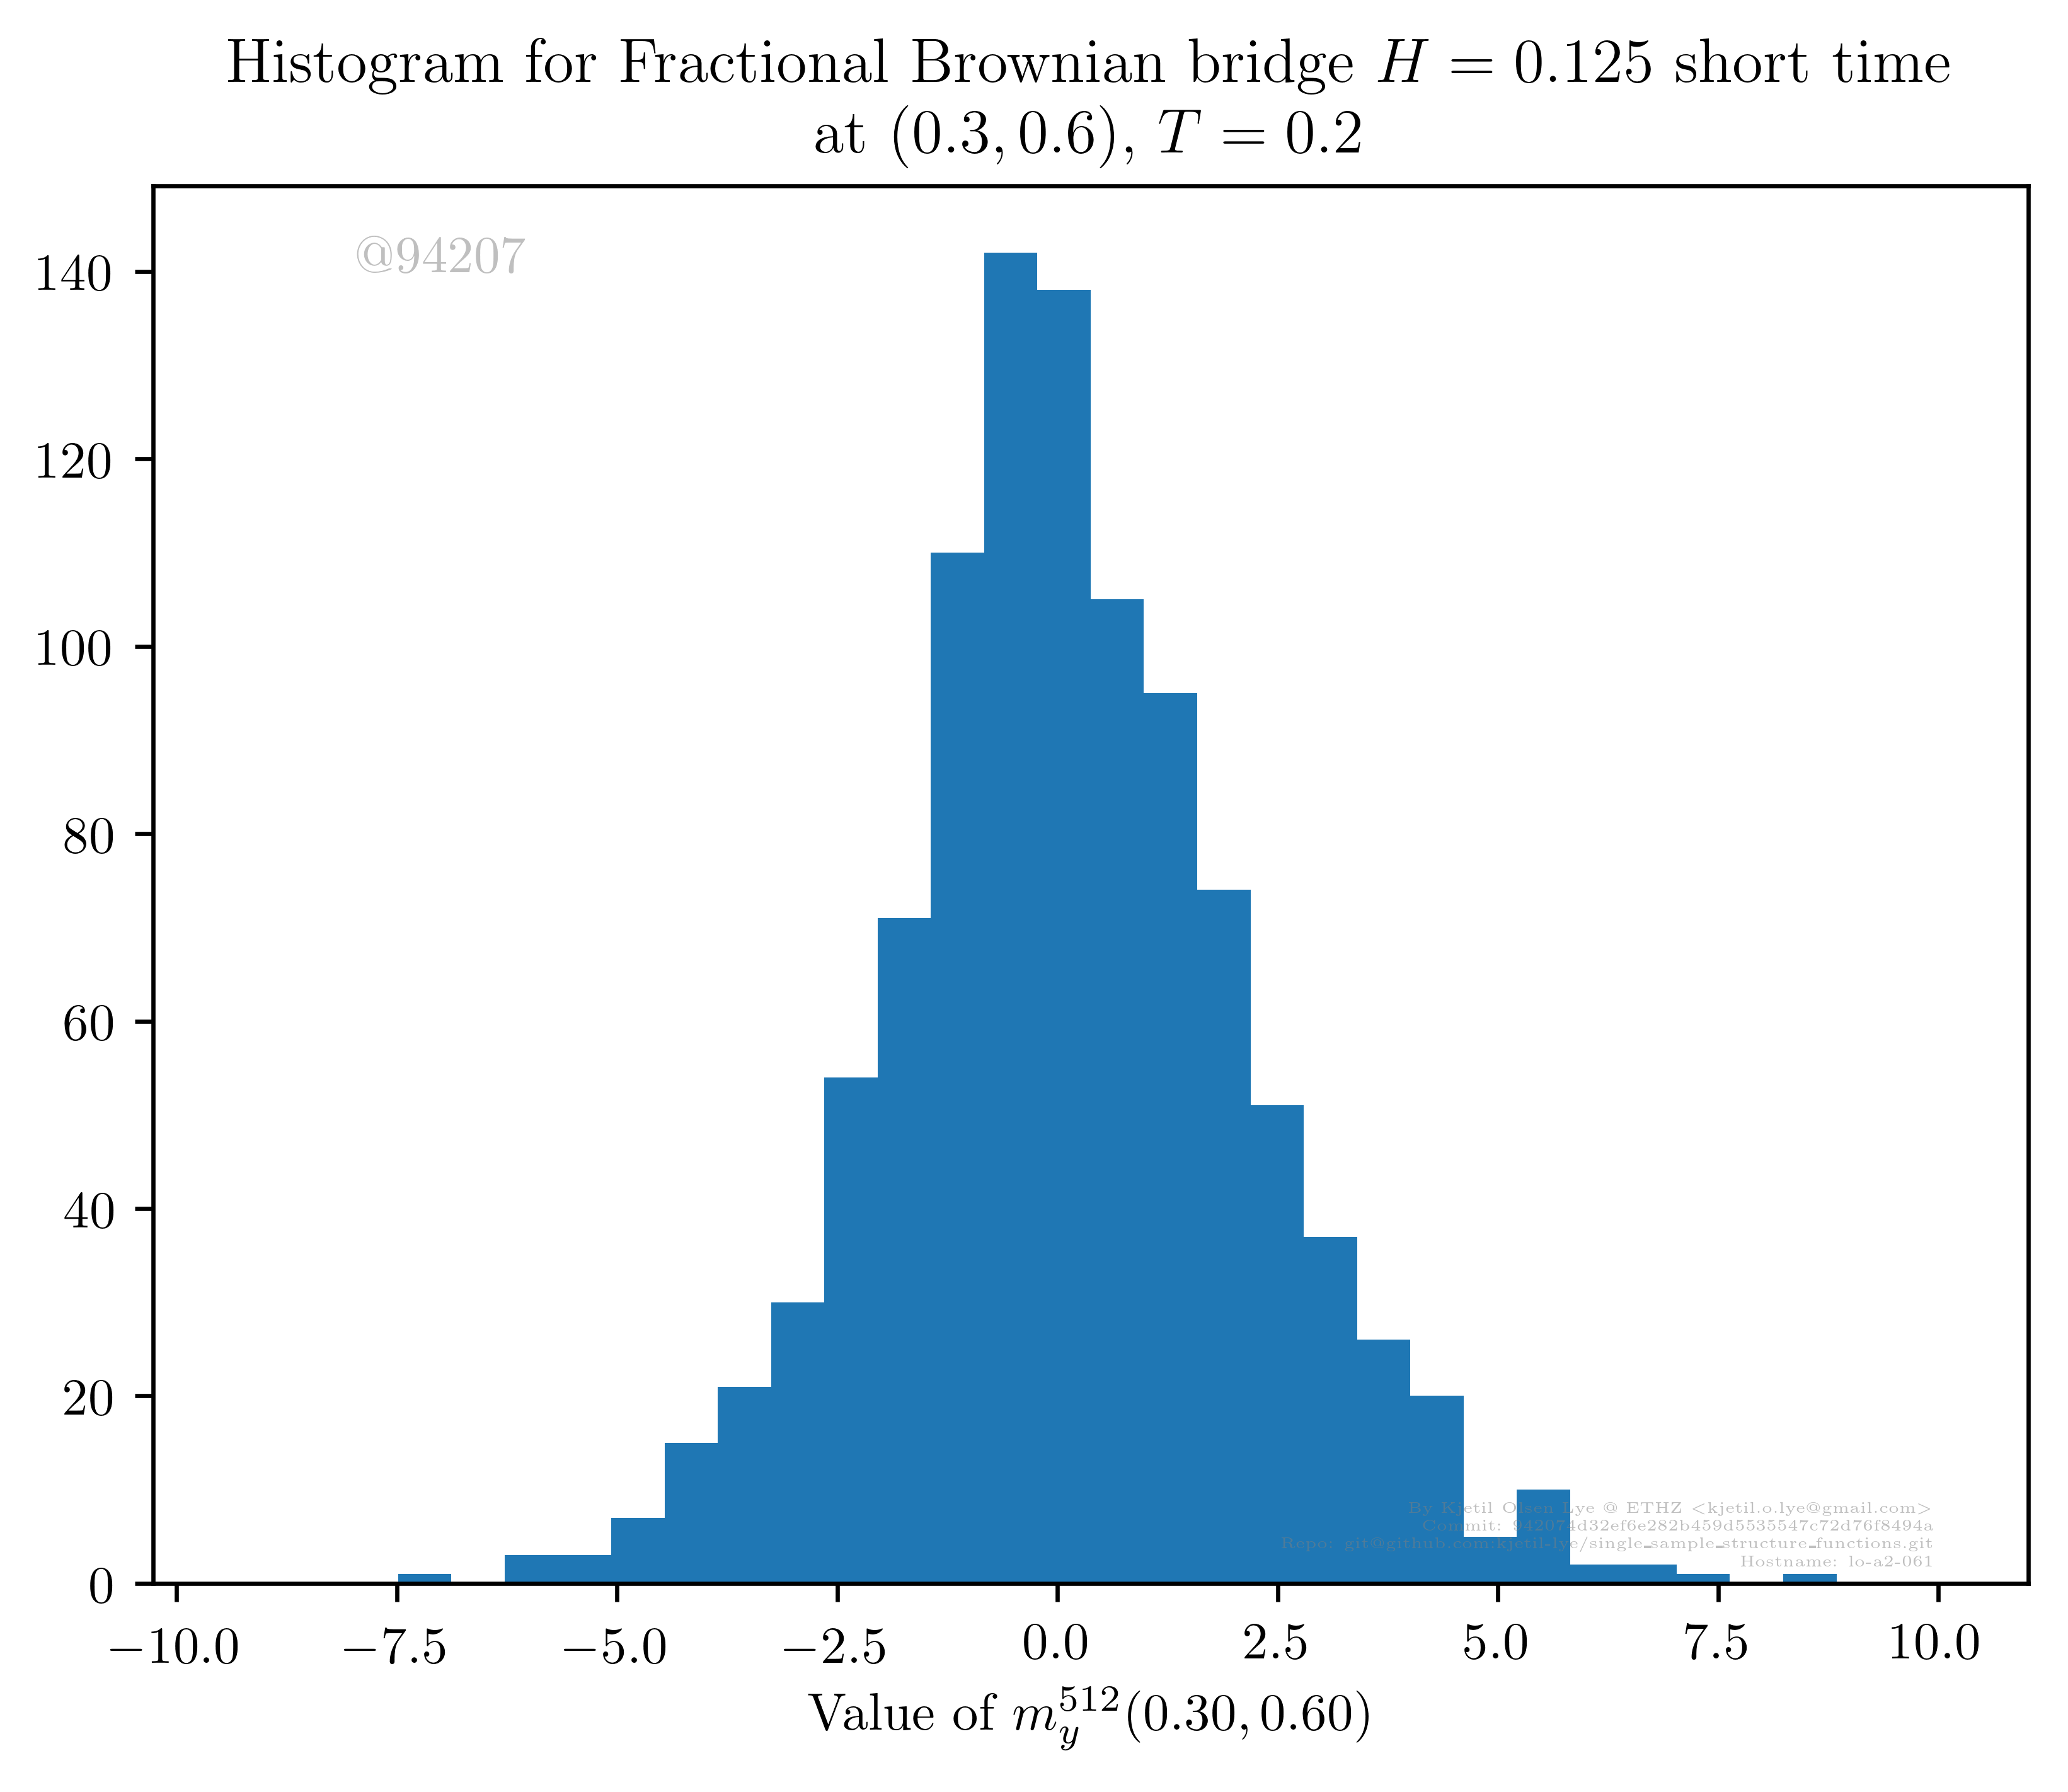 Histogram for Fractional Brownian bridge H = 0.125 short time
at (0.3, 0.6), T = 0.2
@94207
140
120
100
80
60
40
20
0
By Kjetil Olsen Lye @ ETHZ <kjetil.o.lye@gmail.com>
Commit: 942074d32ef6e282b459d5535547c72d76f8494a
Repo: git@github.com:kjetil-lye/single_sample_structure_functions.git
Hostname: lo-a2-061
−10.0 −7.5 −5.0 −2.5 0.0 2.5 5.0 7.5 10.0
Value of m_y^{512}(0.30, 0.60)